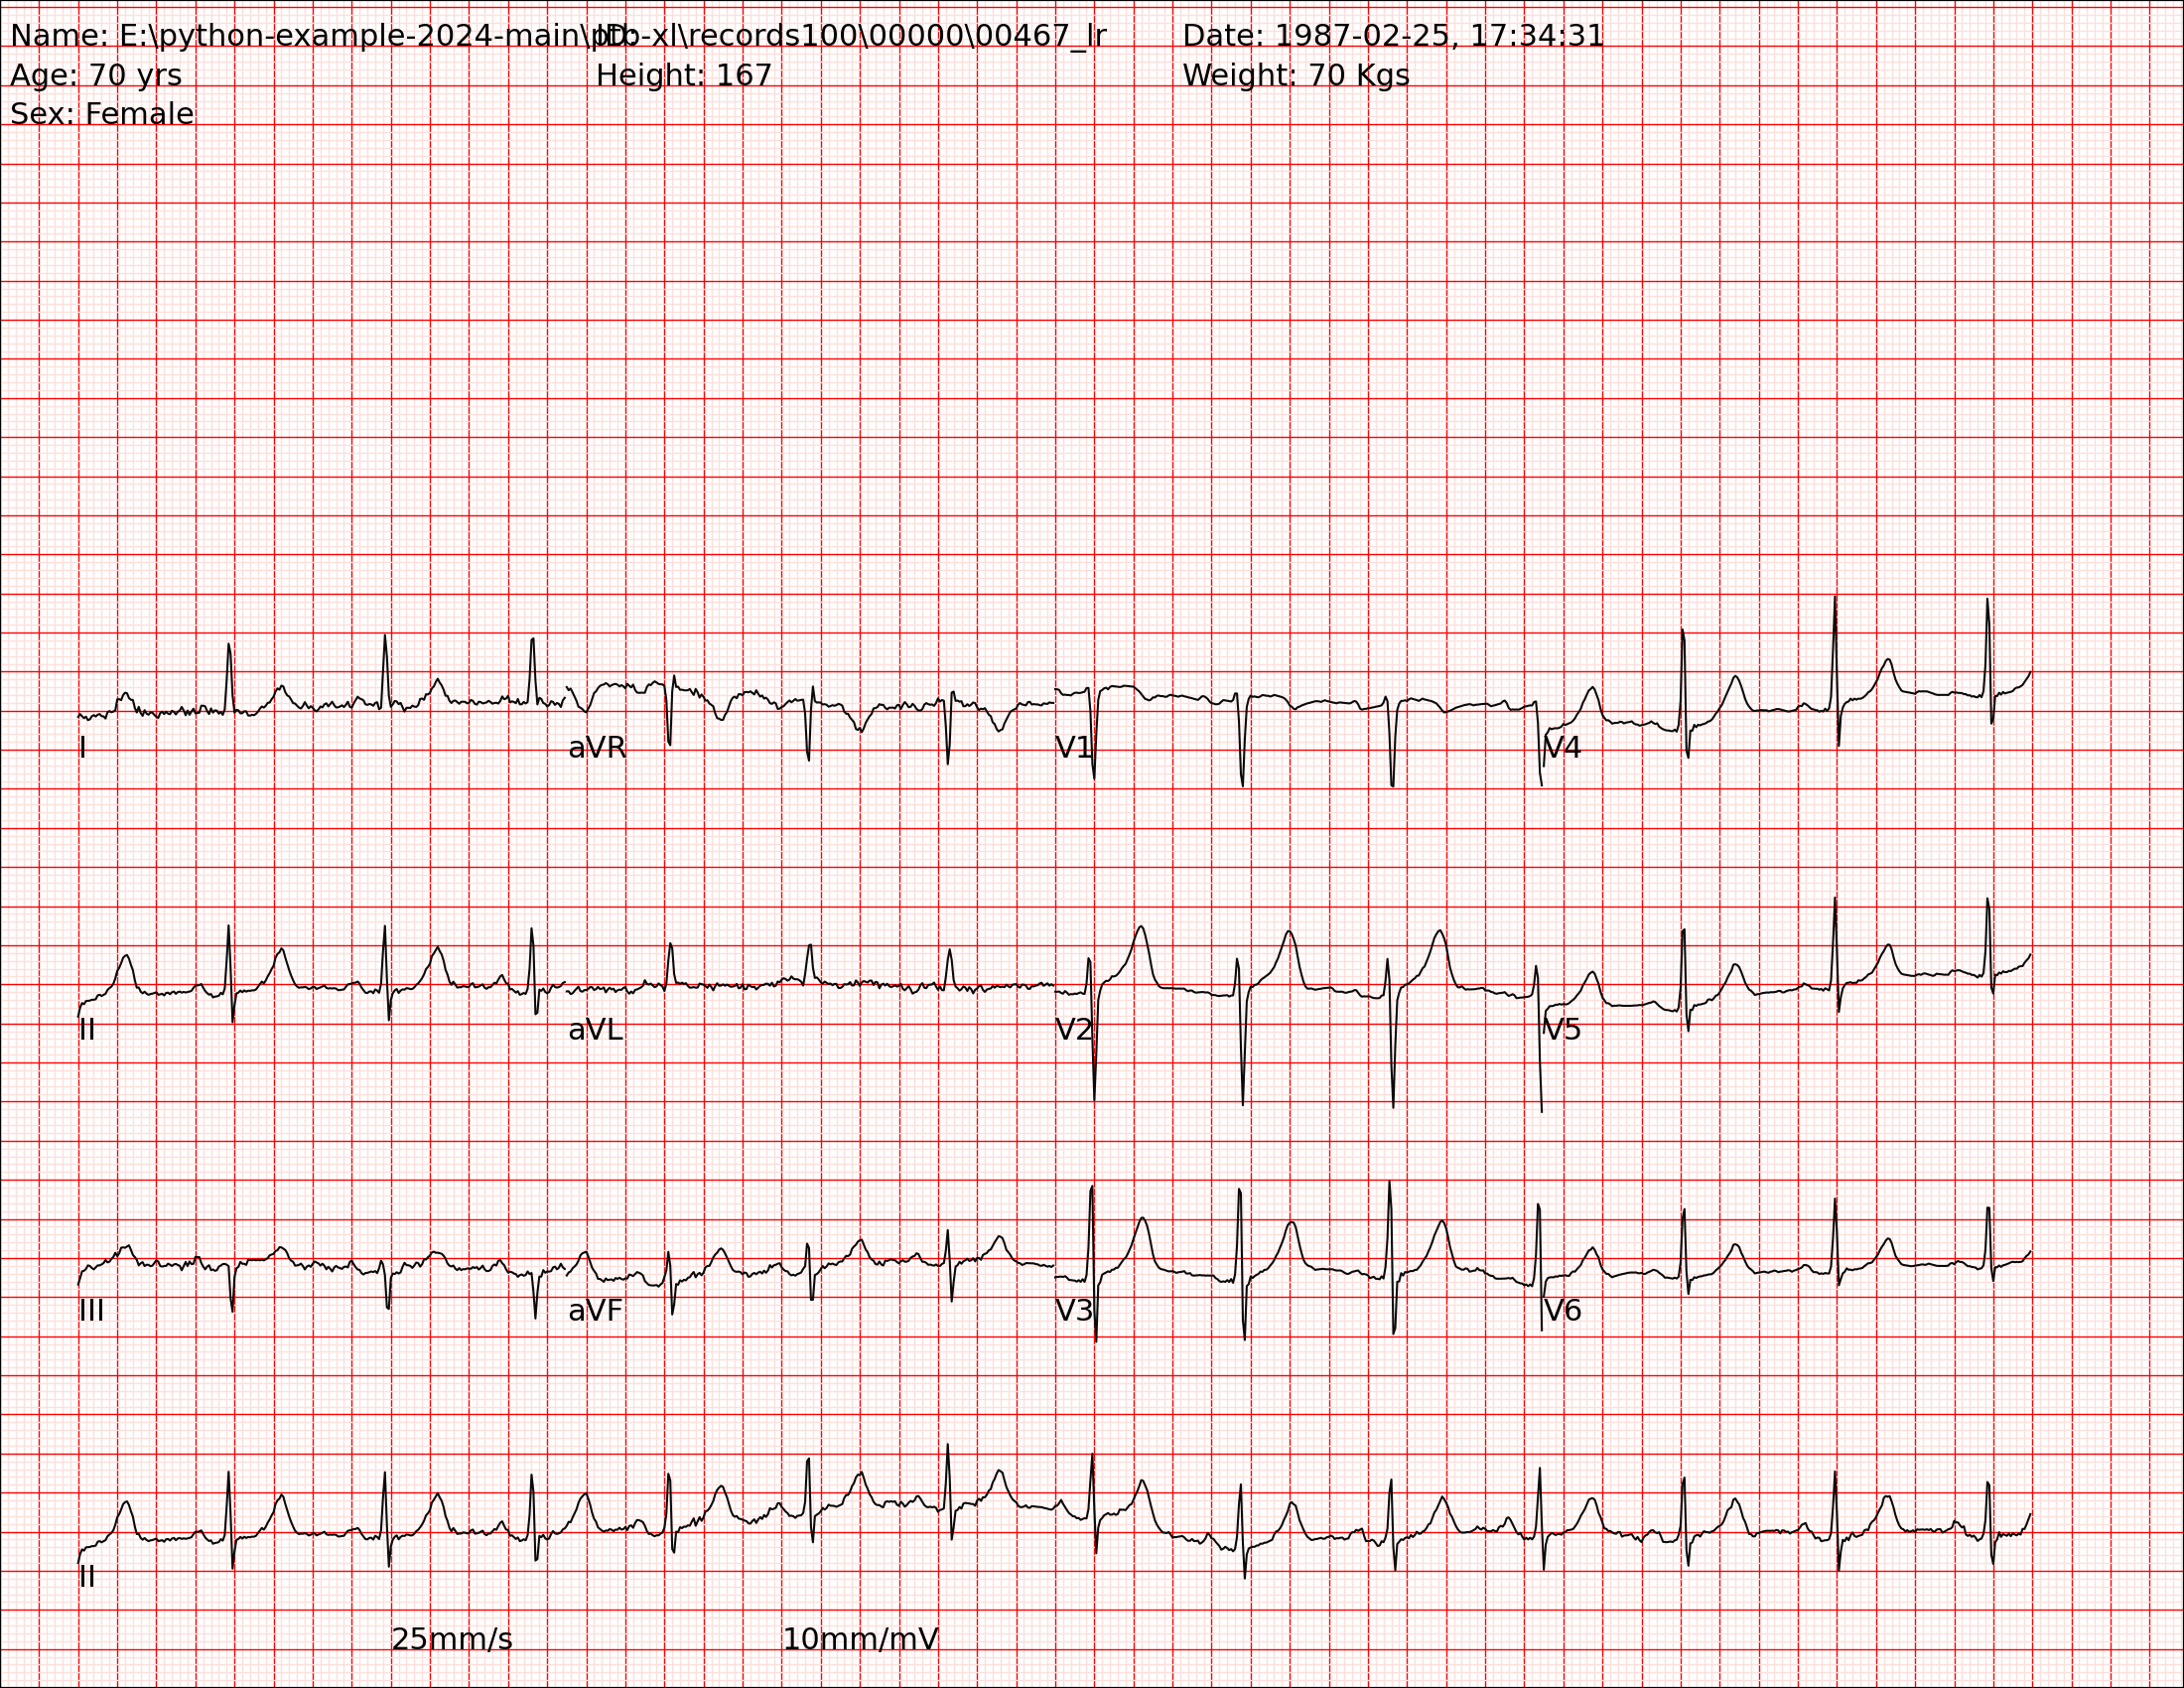 Name: E:\python-example-2024-main\ptb-xl\records100\00000\00467_lr ID: Date: 1987-02-25, 17:34:31
Age: 70 yrs Height: 167 Weight: 70 Kgs
Sex: Female
I aVR V1 V4
II aVL V2 V5
III aVF V3 V6
II
25mm/s 10mm/mV